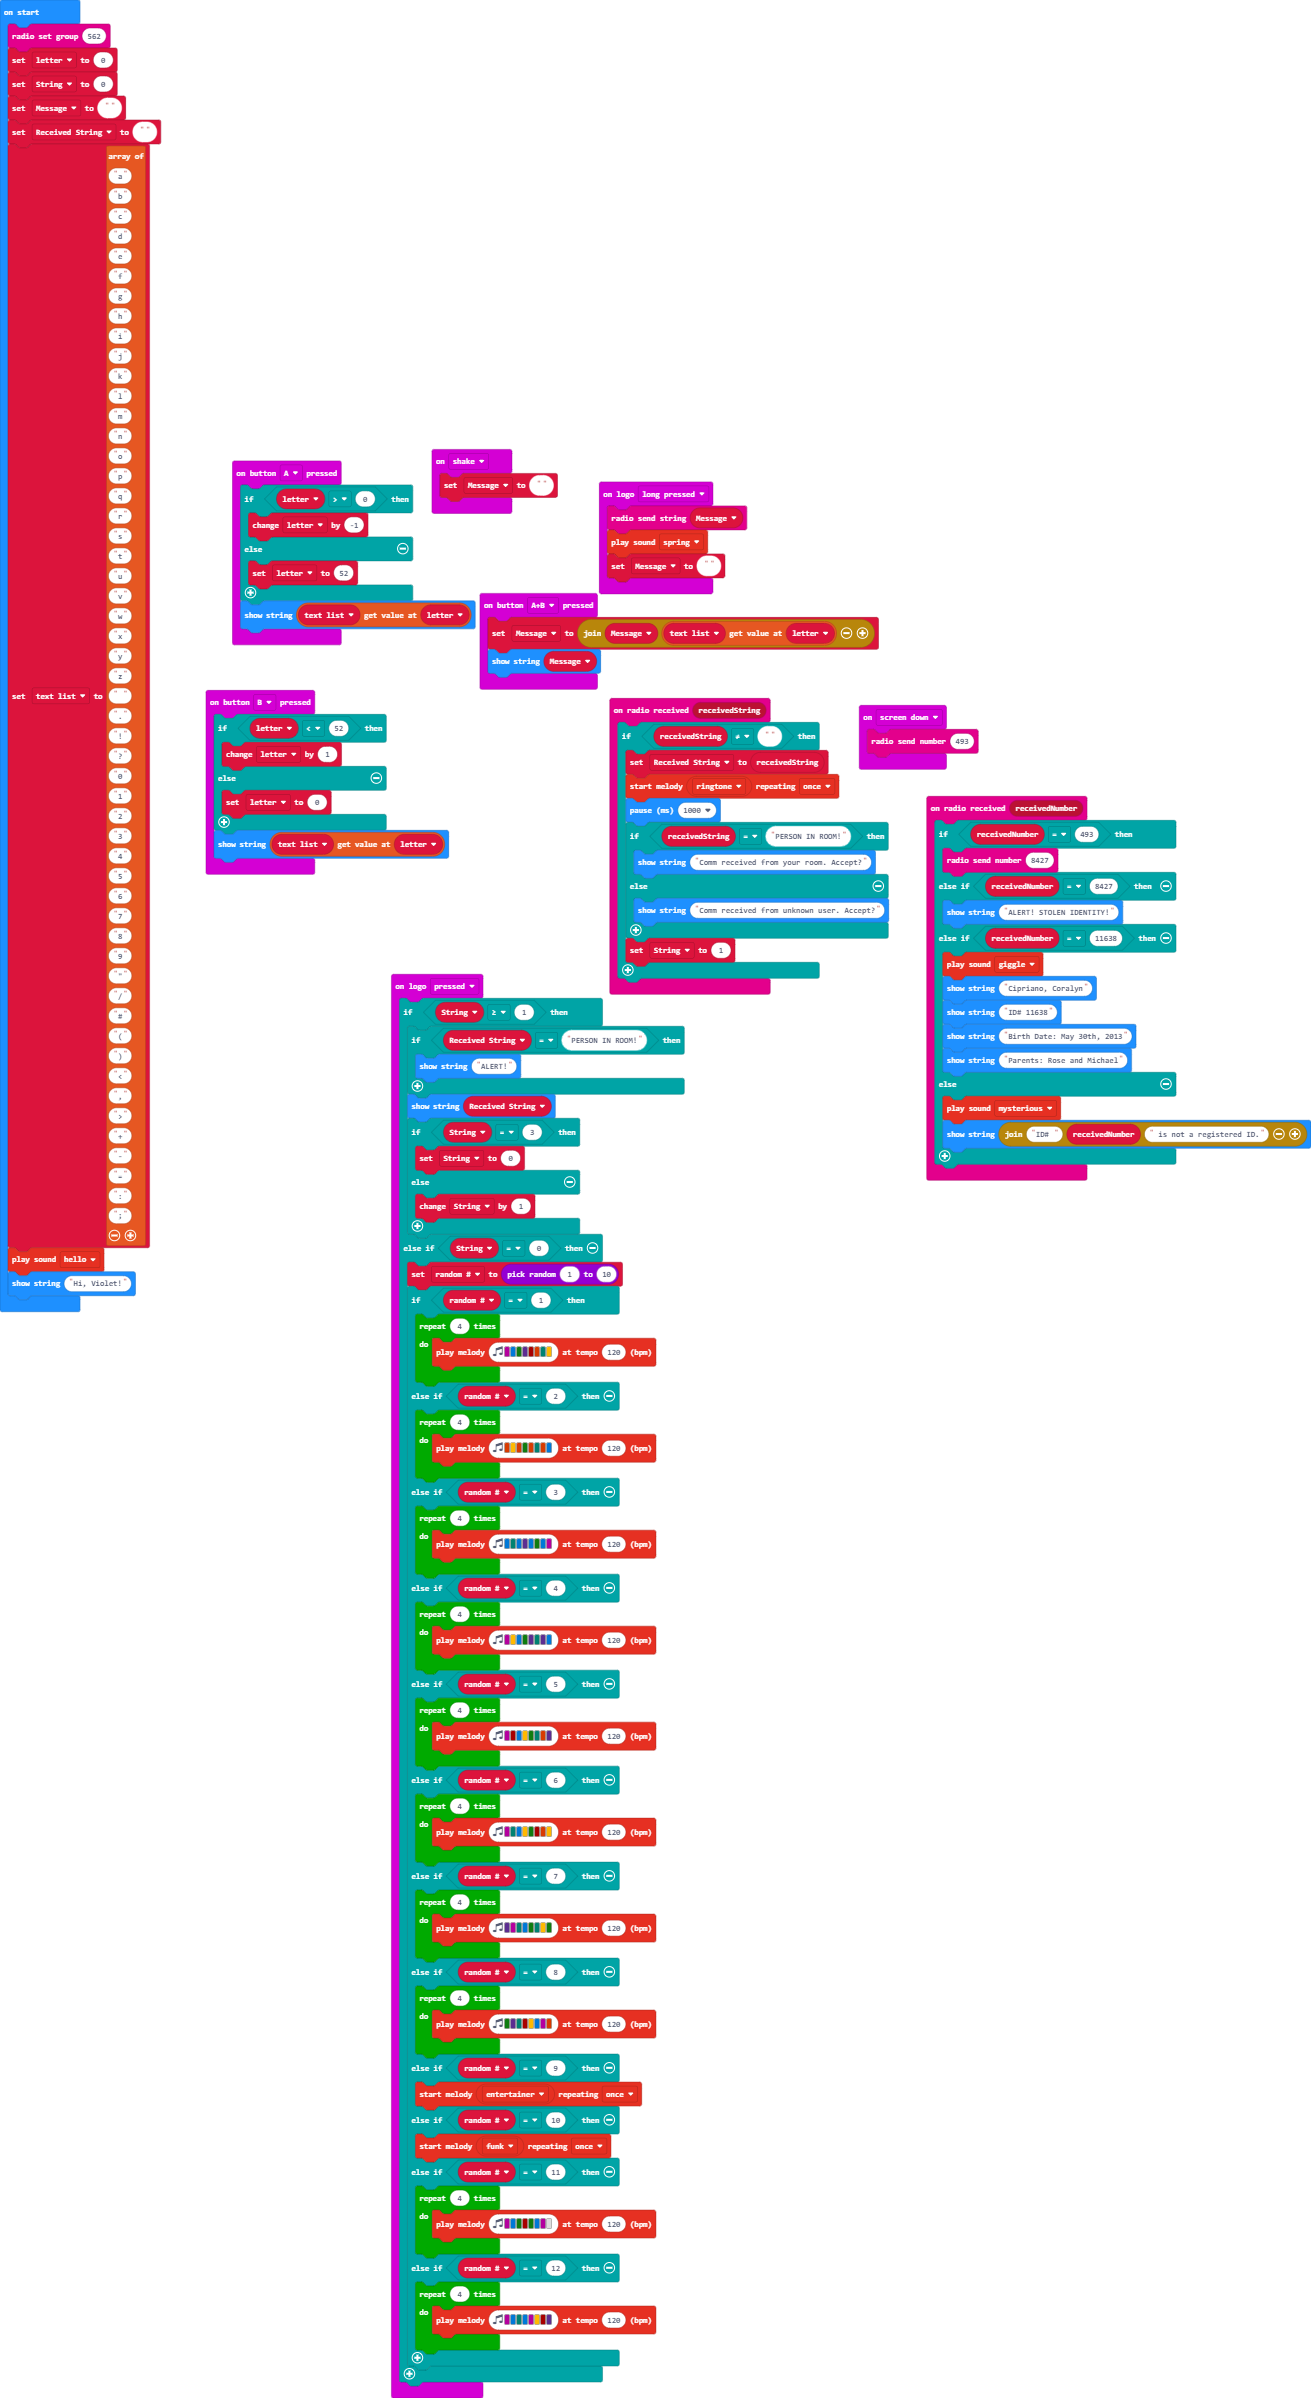 on start
radio set group 562
set letter to 0
set String to 0
set Message to " "
set Received String to " "
set text list to array of
"a"
"b"
"c"
"d"
"e"
"f"
"g"
"h"
"i"
"j"
"k"
"l"
"m"
"n"
"o"
"p"
"q"
"r"
"s"
"t"
"u"
"v"
"w"
"x"
"y"
"z"
" "
"."
"!"
"?"
"0"
"1"
"2"
"3"
"4"
"5"
"6"
"7"
"8"
"9"
"""
"/"
"#"
"("
")"
"<"
","
">"
"+"
"-"
"="
":"
";"
play sound hello
show string "Hi, Violet!"
on button A pressed
if letter > 0 then
change letter by -1
else
set letter to 52
show string text list get value at letter
on shake
set Message to " "
on logo long pressed
radio send string Message
play sound spring
set Message to " "
on button A+B pressed
set Message to join Message text list get value at letter
show string Message
on button B pressed
if letter < 52 then
change letter by 1
else
set letter to 0
show string text list get value at letter
on radio received receivedString
if receivedString ≠ " " then
set Received String to receivedString
start melody ringtone repeating once
pause (ms) 1000
if receivedString = "PERSON IN ROOM!" then
show string "Comm received from your room. Accept?"
else
show string "Comm received from unknown user. Accept?"
set String to 1
on screen down
radio send number 493
on radio received receivedNumber
if receivedNumber = 493 then
radio send number 8427
else if receivedNumber = 8427 then
show string "ALERT! STOLEN IDENTITY!"
else if receivedNumber = 11638 then
play sound giggle
show string "Cipriano, Coralyn"
show string "ID# 11638"
show string "Birth Date: May 30th, 2013"
show string "Parents: Rose and Michael"
else
play sound mysterious
show string join "ID# " receivedNumber " is not a registered ID."
on logo pressed
if String ≥ 1 then
if Received String = "PERSON IN ROOM!" then
show string "ALERT!"
show string Received String
if String = 3 then
set String to 0
else
change String by 1
else if String = 0 then
set random # to pick random 1 to 10
if random # = 1 then
repeat 4 times
do play melody at tempo 120 (bpm)
else if random # = 2 then
repeat 4 times
do play melody at tempo 120 (bpm)
else if random # = 3 then
repeat 4 times
do play melody at tempo 120 (bpm)
else if random # = 4 then
repeat 4 times
do play melody at tempo 120 (bpm)
else if random # = 5 then
repeat 4 times
do play melody at tempo 120 (bpm)
else if random # = 6 then
repeat 4 times
do play melody at tempo 120 (bpm)
else if random # = 7 then
repeat 4 times
do play melody at tempo 120 (bpm)
else if random # = 8 then
repeat 4 times
do play melody at tempo 120 (bpm)
else if random # = 9 then
start melody entertainer repeating once
else if random # = 10 then
start melody funk repeating once
else if random # = 11 then
repeat 4 times
do play melody at tempo 120 (bpm)
else if random # = 12 then
repeat 4 times
do play melody at tempo 120 (bpm)